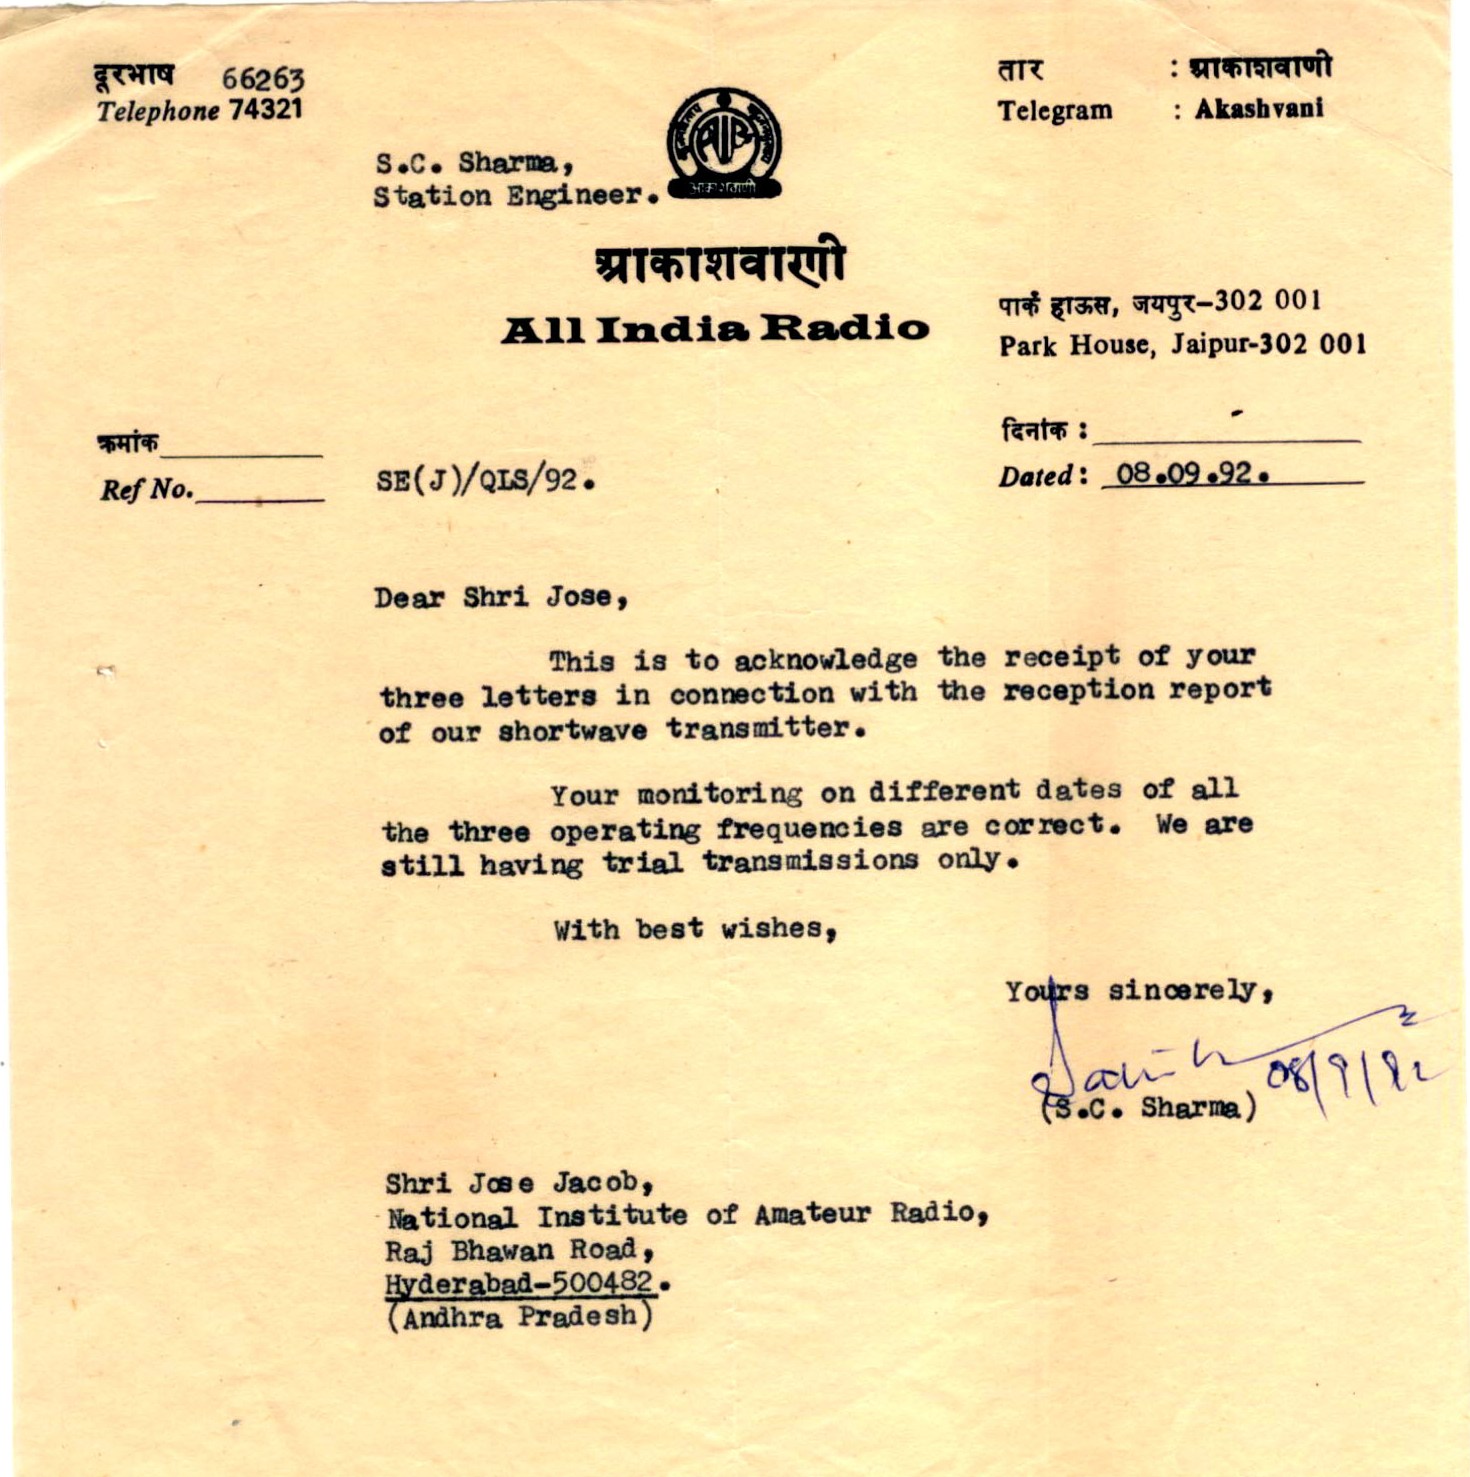 दूरभाष 66263
Telephone 74321
तार : आकाशवाणी
Telegram : Akashvani
S.C. Sharma,
Station Engineer.
AIR
आकाशवाणी
आकाशवाणी
All India Radio
पार्क हाऊस, जयपुर-302 001
Park House, Jaipur-302 001
क्रमांक
Ref No. SE(J)/QLS/92.
दिनांक :
Dated : 08.09.92.
Dear Shri Jose,
This is to acknowledge the receipt of your
three letters in connection with the reception report
of our shortwave transmitter.
Your monitoring on different dates of all
the three operating frequencies are correct. We are
still having trial transmissions only.
With best wishes,
Yours sincerely,
08/9/92
(S.C. Sharma)
Shri Jose Jacob,
National Institute of Amateur Radio,
Raj Bhawan Road,
Hyderabad-500482.
(Andhra Pradesh)